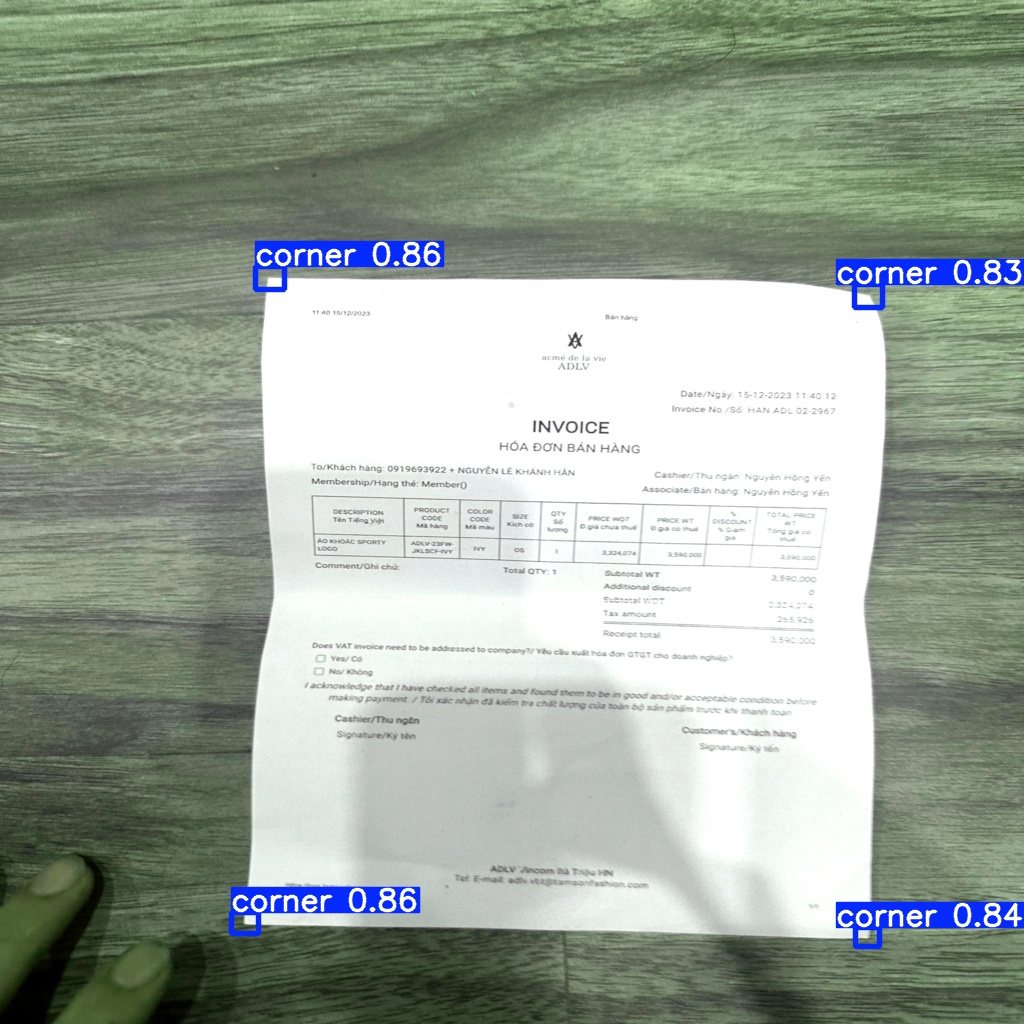 corner 0.86
corner 0.83
11:40 15/12/2023
Bán hàng
acmé de la vie
ADLV
Date/Ngày: 15-12-2023 11:40:12
Invoice No./Số: HAN ADL 02-2967
INVOICE
HÓA ĐƠN BÁN HÀNG
To/Khách hàng: 0919693922 + NGUYỄN LÊ KHÁNH HÂN
Cashier/Thu ngân: Nguyễn Hồng Yến
Membership/Hạng thẻ: Member()
Associate/Bán hàng: Nguyễn Hồng Yến
DESCRIPTION Tên Tiếng Việt
PRODUCT CODE Mã hàng
COLOR CODE Mã màu
SIZE Kích cỡ
QTY Số lượng
PRICE WOT Đ.giá chưa thuế
PRICE WT Đ.giá có thuế
% DISCOUNT % Giảm giá
TOTAL PRICE WT Tổng giá có thuế
ÁO KHOÁC SPORTY LOGO
ADLV-23FW-JKLSCF-IVY
IVY
OS
1
3,324,074
3,590,000
3,590,000
Comment/Ghi chú:
Total QTY: 1
Subtotal WT 3,590,000
Additional discount 0
Subtotal WOT 3,324,074
Tax amount 265,926
Receipt total 3,590,000
Does VAT invoice need to be addressed to company?/ Yêu cầu xuất hóa đơn GTGT cho doanh nghiệp?
Yes/ Có
No/ Không
I acknowledge that I have checked all items and found them to be in good and/or acceptable condition before
making payment. / Tôi xác nhận đã kiểm tra chất lượng của toàn bộ sản phẩm trước khi thanh toán
Cashier/Thu ngân
Customer's/Khách hàng
Signature/Ký tên
Signature/Ký tên
ADLV Vincom Bà Triệu HN
Tel: E-mail: adlv.vbt@tamsonfashion.com
corner 0.86
corner 0.84